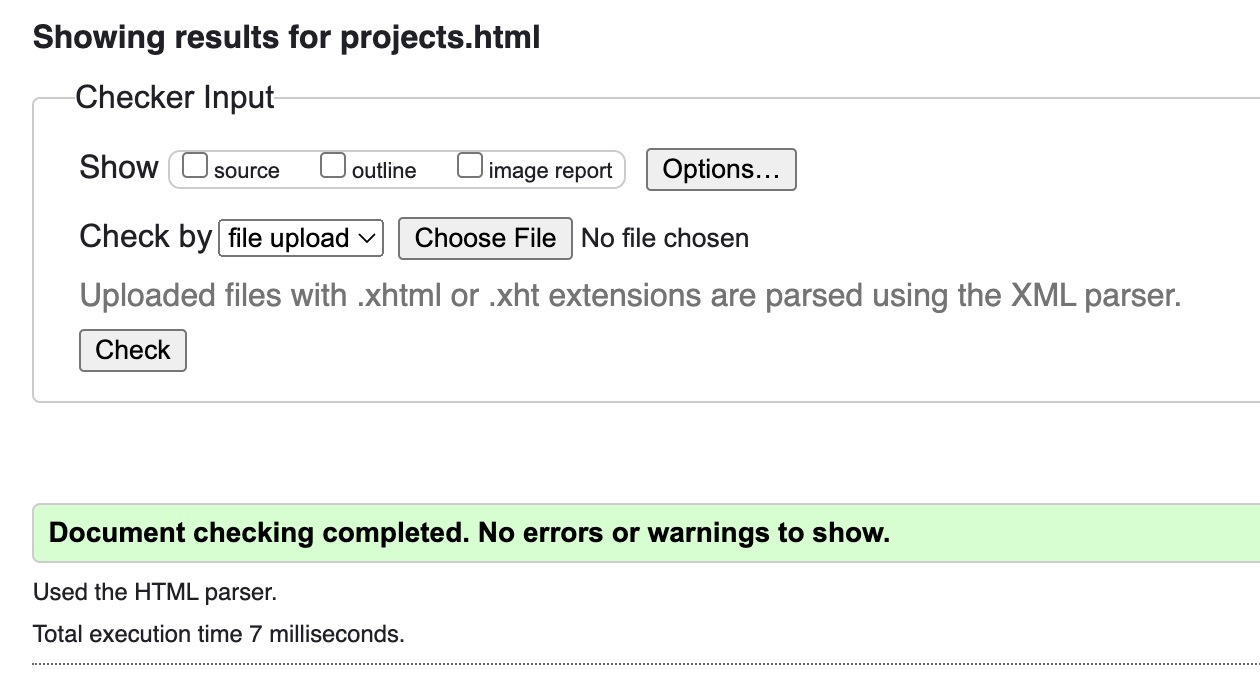 Showing results for projects.html
Checker Input
Show source outline image report Options…
Check by file upload Choose File No file chosen
Uploaded files with .xhtml or .xht extensions are parsed using the XML parser.
Check
Document checking completed. No errors or warnings to show.
Used the HTML parser.
Total execution time 7 milliseconds.